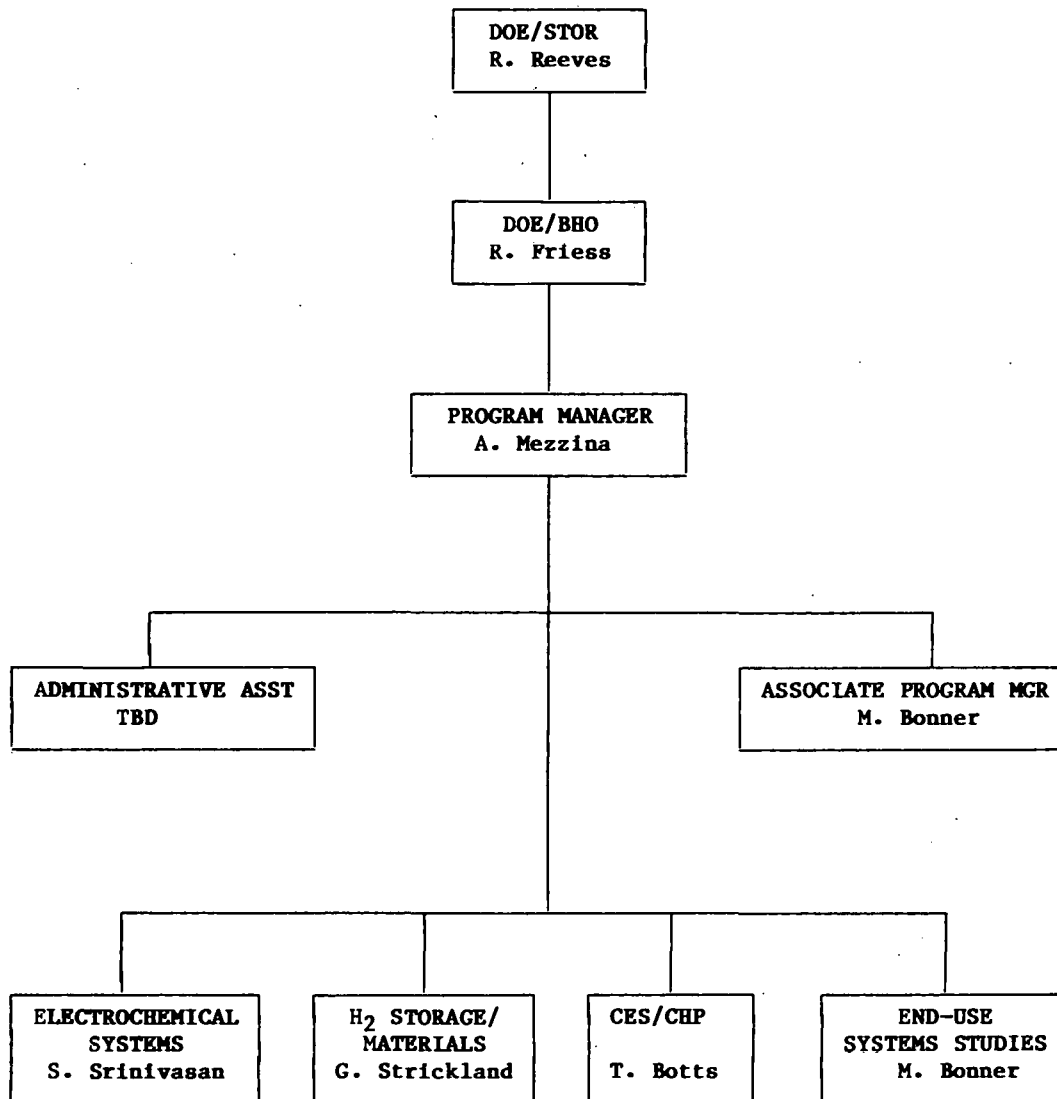 DOE/STOR
R. Reeves
DOE/BHO
R. Friess
PROGRAM MANAGER
A. Mezzina
ADMINISTRATIVE ASST
TBD
ASSOCIATE PROGRAM MGR
M. Bonner
ELECTROCHEMICAL
SYSTEMS
S. Srinivasan
H₂ STORAGE/
MATERIALS
G. Strickland
CES/CHP
T. Botts
END-USE
SYSTEMS STUDIES
M. Bonner